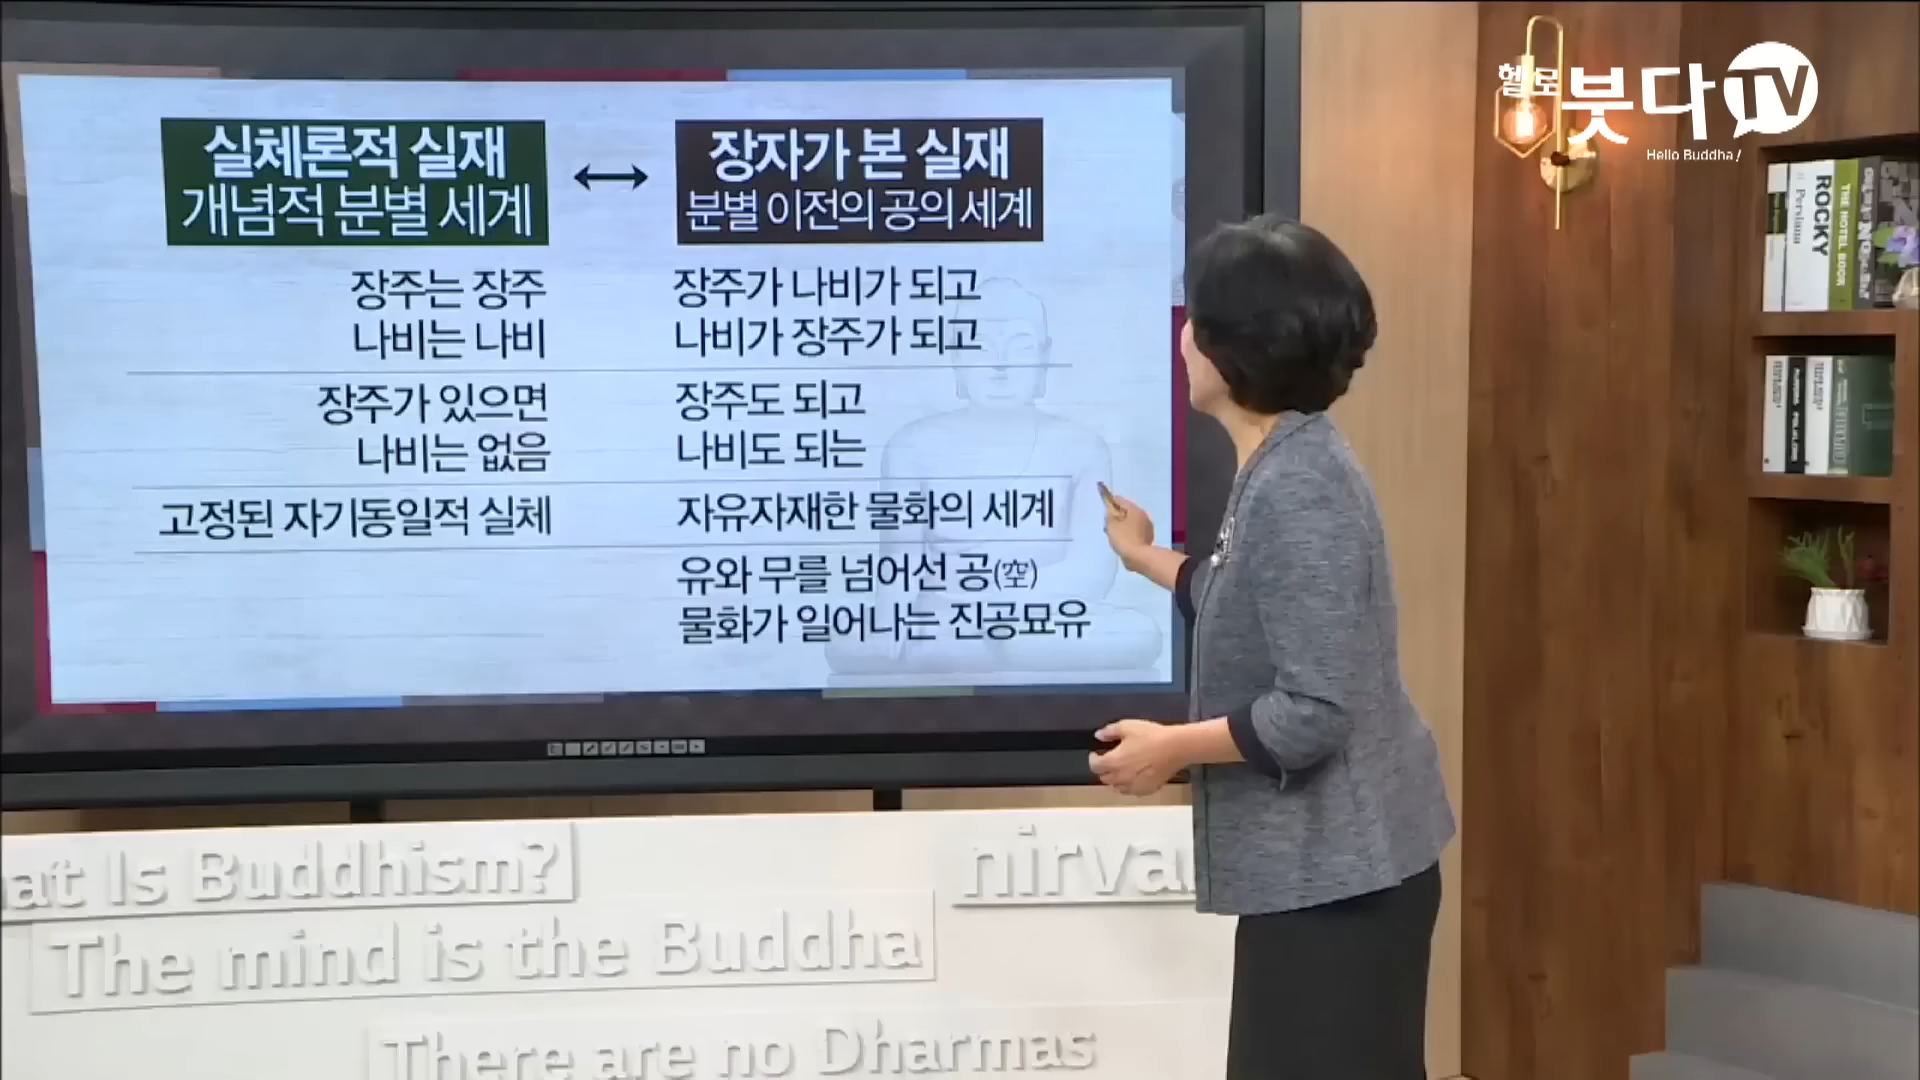 실체론적 실재
개념적 분별 세계
장주는 장주
나비는 나비
장주가 있으면
나비는 없음
고정된 자기동일적 실체
↔
장자가 본 실재
분별 이전의 공의 세계
장주가 나비가 되고
나비가 장주가 되고
장주도 되고
나비도 되는
자유자재한 물화의 세계
유와 무를 넘어선 공(空)
물화가 일어나는 진공묘유
헬로붓다TV
Hello Buddha!
Persiana
ROCKY
THE HOTEL BOOK
at Is Buddhism?
nirva
The mind is the Buddha
There are no Dharmas